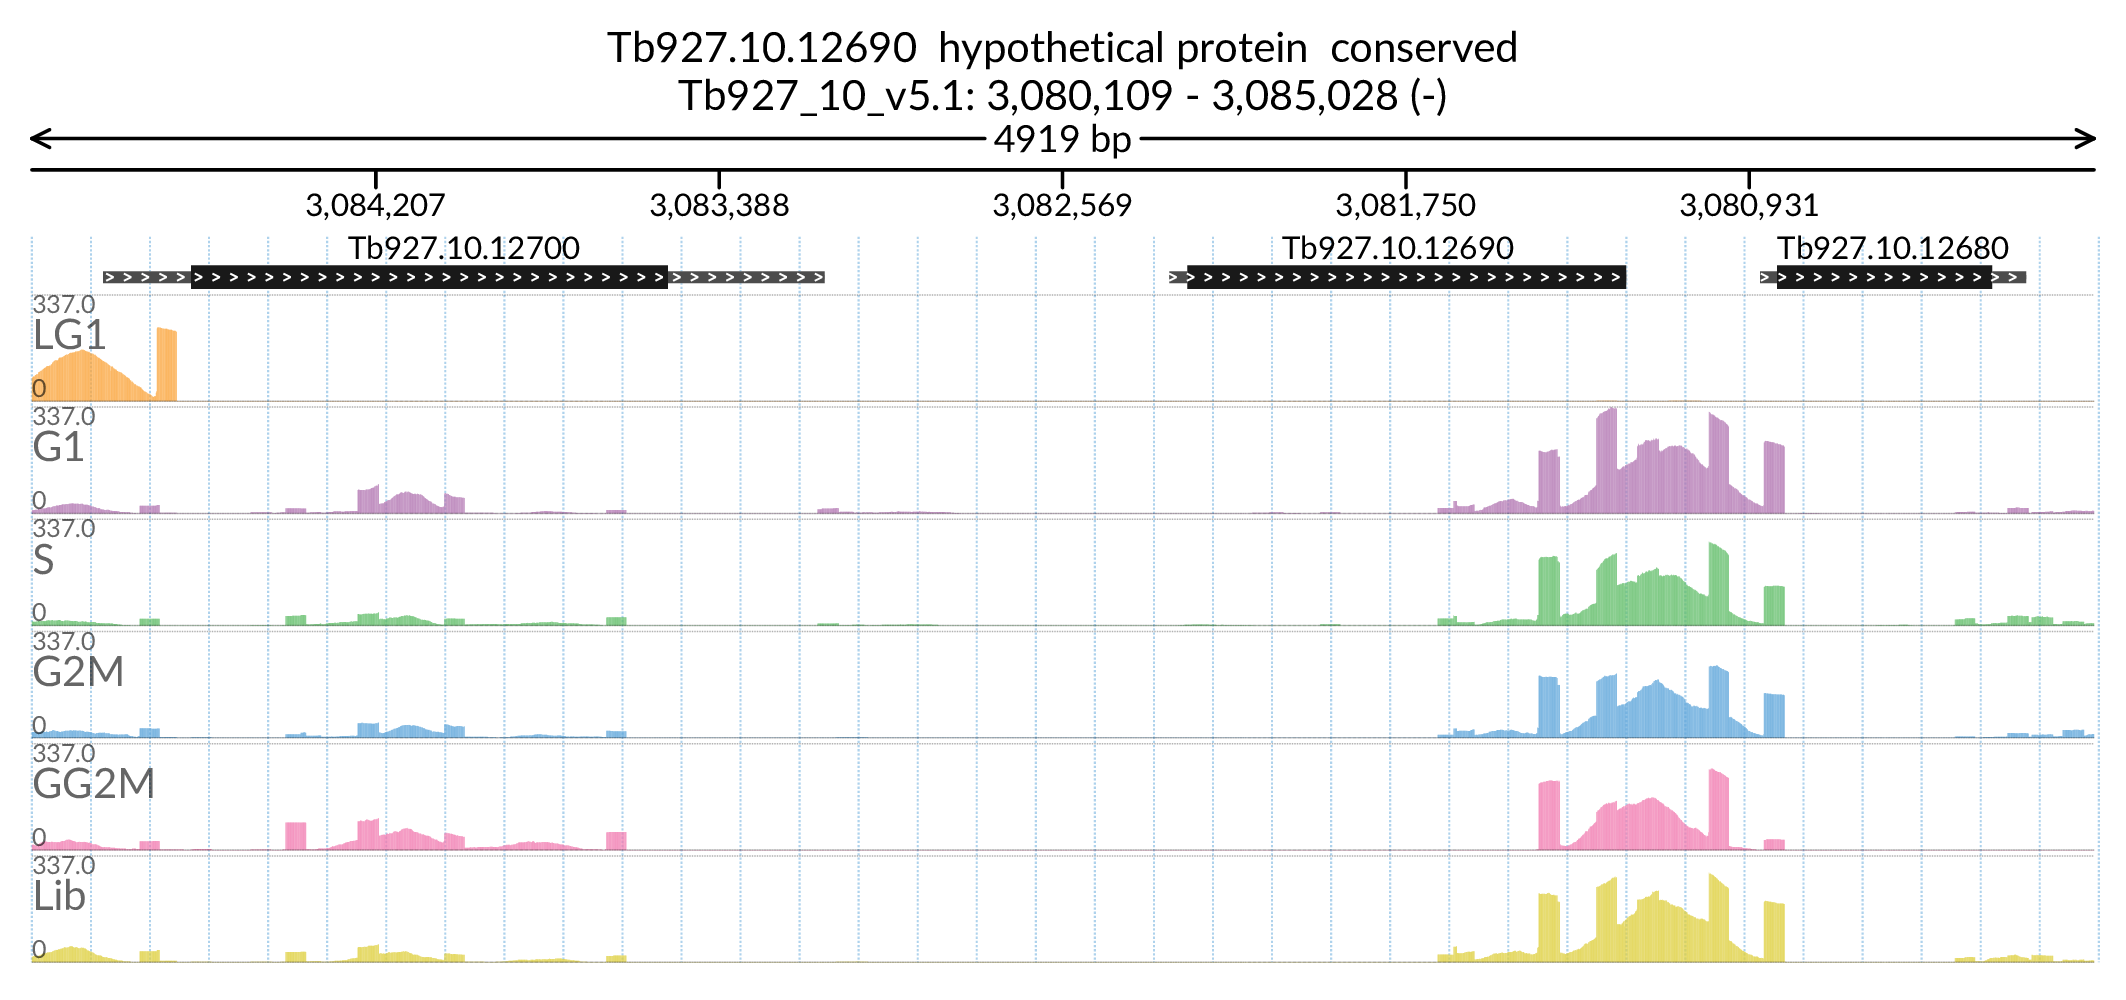 Tb927.10.12690 hypothetical protein conserved
Tb927_10_v5.1: 3,080,109 - 3,085,028 (-)
4919 bp
3,084,207 3,083,388 3,082,569 3,081,750 3,080,931
Tb927.10.12700 Tb927.10.12690 Tb927.10.12680
337.0
LG1
0
337.0
G1
0
337.0
S
0
337.0
G2M
0
337.0
GG2M
0
337.0
Lib
0